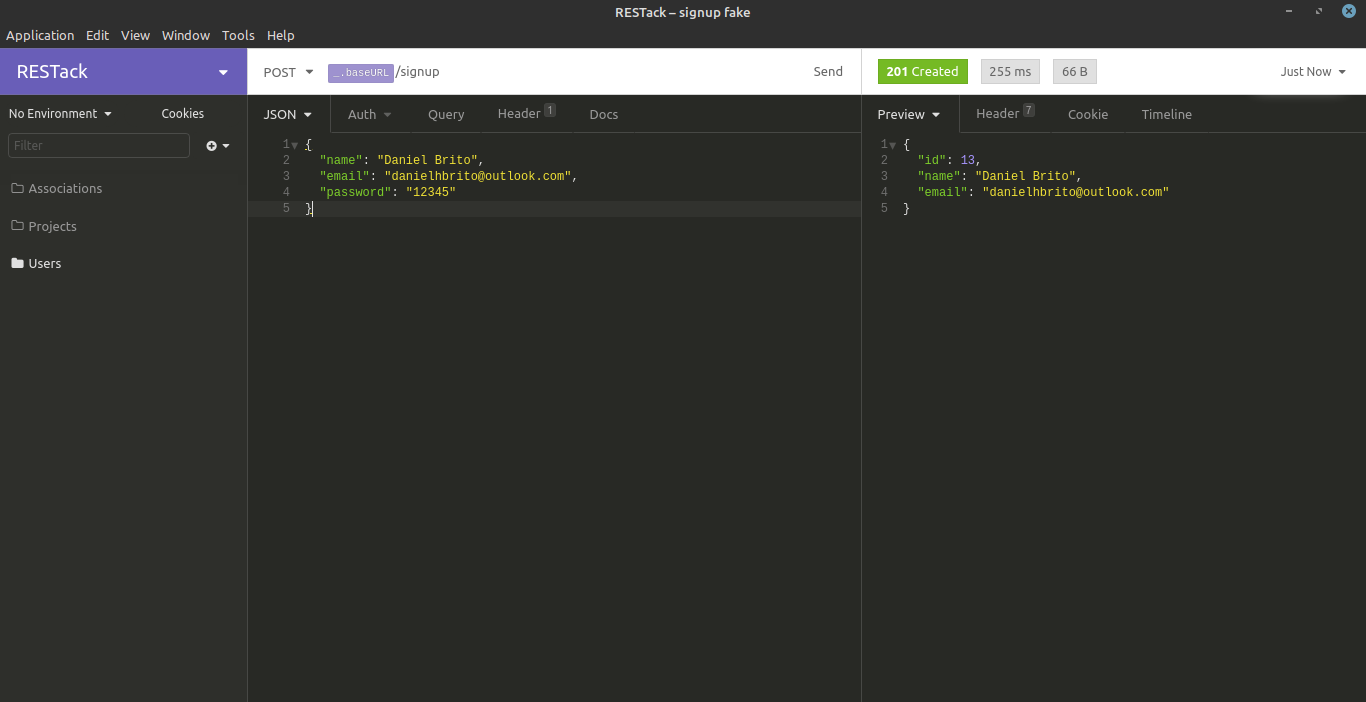 RESTack – signup fake
Application Edit View Window Tools Help
RESTack
POST _.baseURL/signup Send
201 Created 255 ms 66 B Just Now
No Environment Cookies
JSON Auth Query Header 1 Docs
Preview Header 7 Cookie Timeline
Filter
Associations
Projects
Users
1 {
2 "name": "Daniel Brito",
3 "email": "danielhbrito@outlook.com",
4 "password": "12345"
5 }
1 {
2 "id": 13,
3 "name": "Daniel Brito",
4 "email": "danielhbrito@outlook.com"
5 }